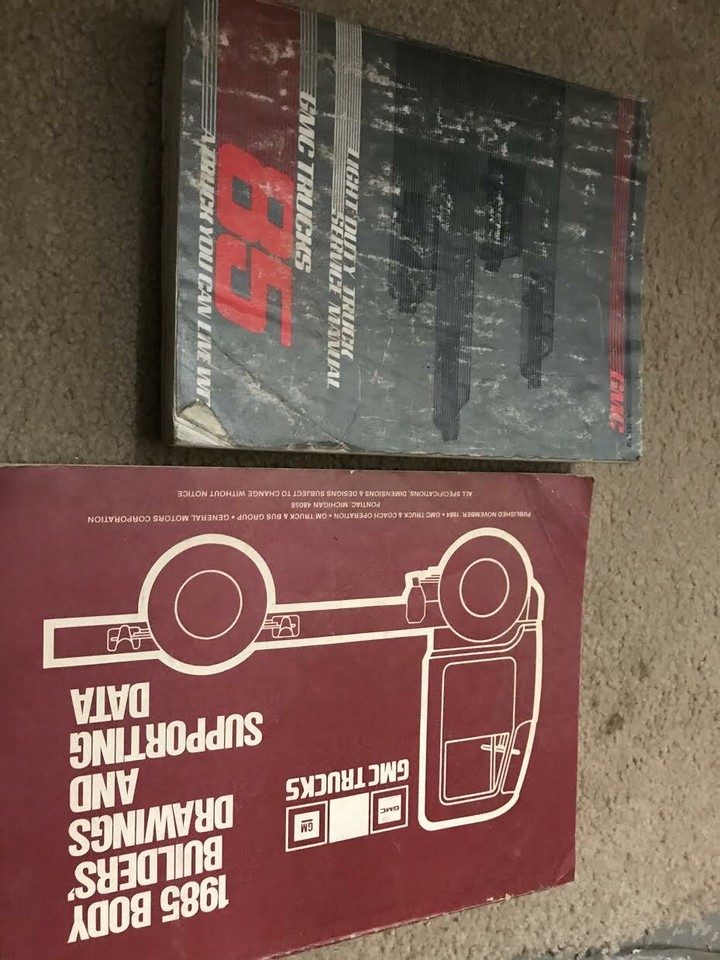 GMC
LIGHT DUTY TRUCK
SERVICE MANUAL
GMC TRUCKS
85
A TRUCK YOU CAN LIVE WI
1985 BODY
BUILDERS'
DRAWINGS
AND
SUPPORTING
DATA
GM
GMC
GMC TRUCKS
PUBLISHED NOVEMBER, 1984 • GMC TRUCK & COACH OPERATION • GM TRUCK & BUS GROUP • GENERAL MOTORS CORPORATION
PONTIAC MICHIGAN 48058
ALL SPECIFICATIONS, DIMENSIONS & DESIGNS SUBJECT TO CHANGE WITHOUT NOTICE